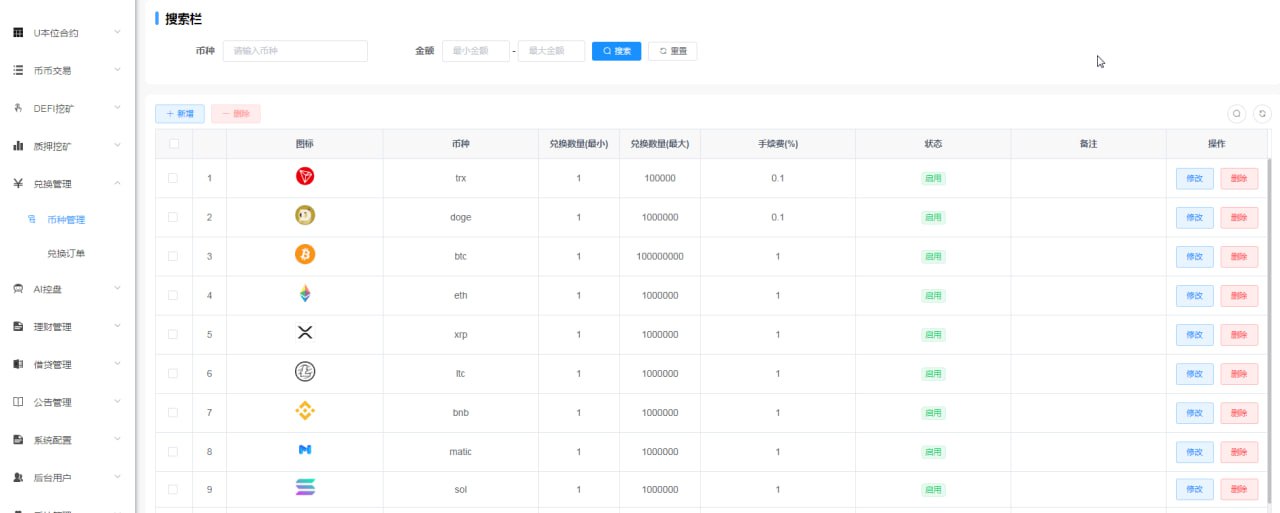 搜索栏
币种 请输入币种 金额 最小金额 - 最大金额 搜索 重置
U本位合约
币币交易
DEFI挖矿
质押挖矿
兑换管理
币种管理
兑换订单
AI控盘
理财管理
借贷管理
公告管理
系统配置
后台用户
+ 新增 − 删除
图标 币种 兑换数量(最小) 兑换数量(最大) 手续费(%) 状态 备注 操作
1 trx 1 100000 0.1 启用 修改 删除
2 doge 1 1000000 0.1 启用 修改 删除
3 btc 1 100000000 1 启用 修改 删除
4 eth 1 1000000 1 启用 修改 删除
5 xrp 1 1000000 1 启用 修改 删除
6 ltc 1 1000000 1 启用 修改 删除
7 bnb 1 1000000 1 启用 修改 删除
8 matic 1 1000000 1 启用 修改 删除
9 sol 1 1000000 1 启用 修改 删除